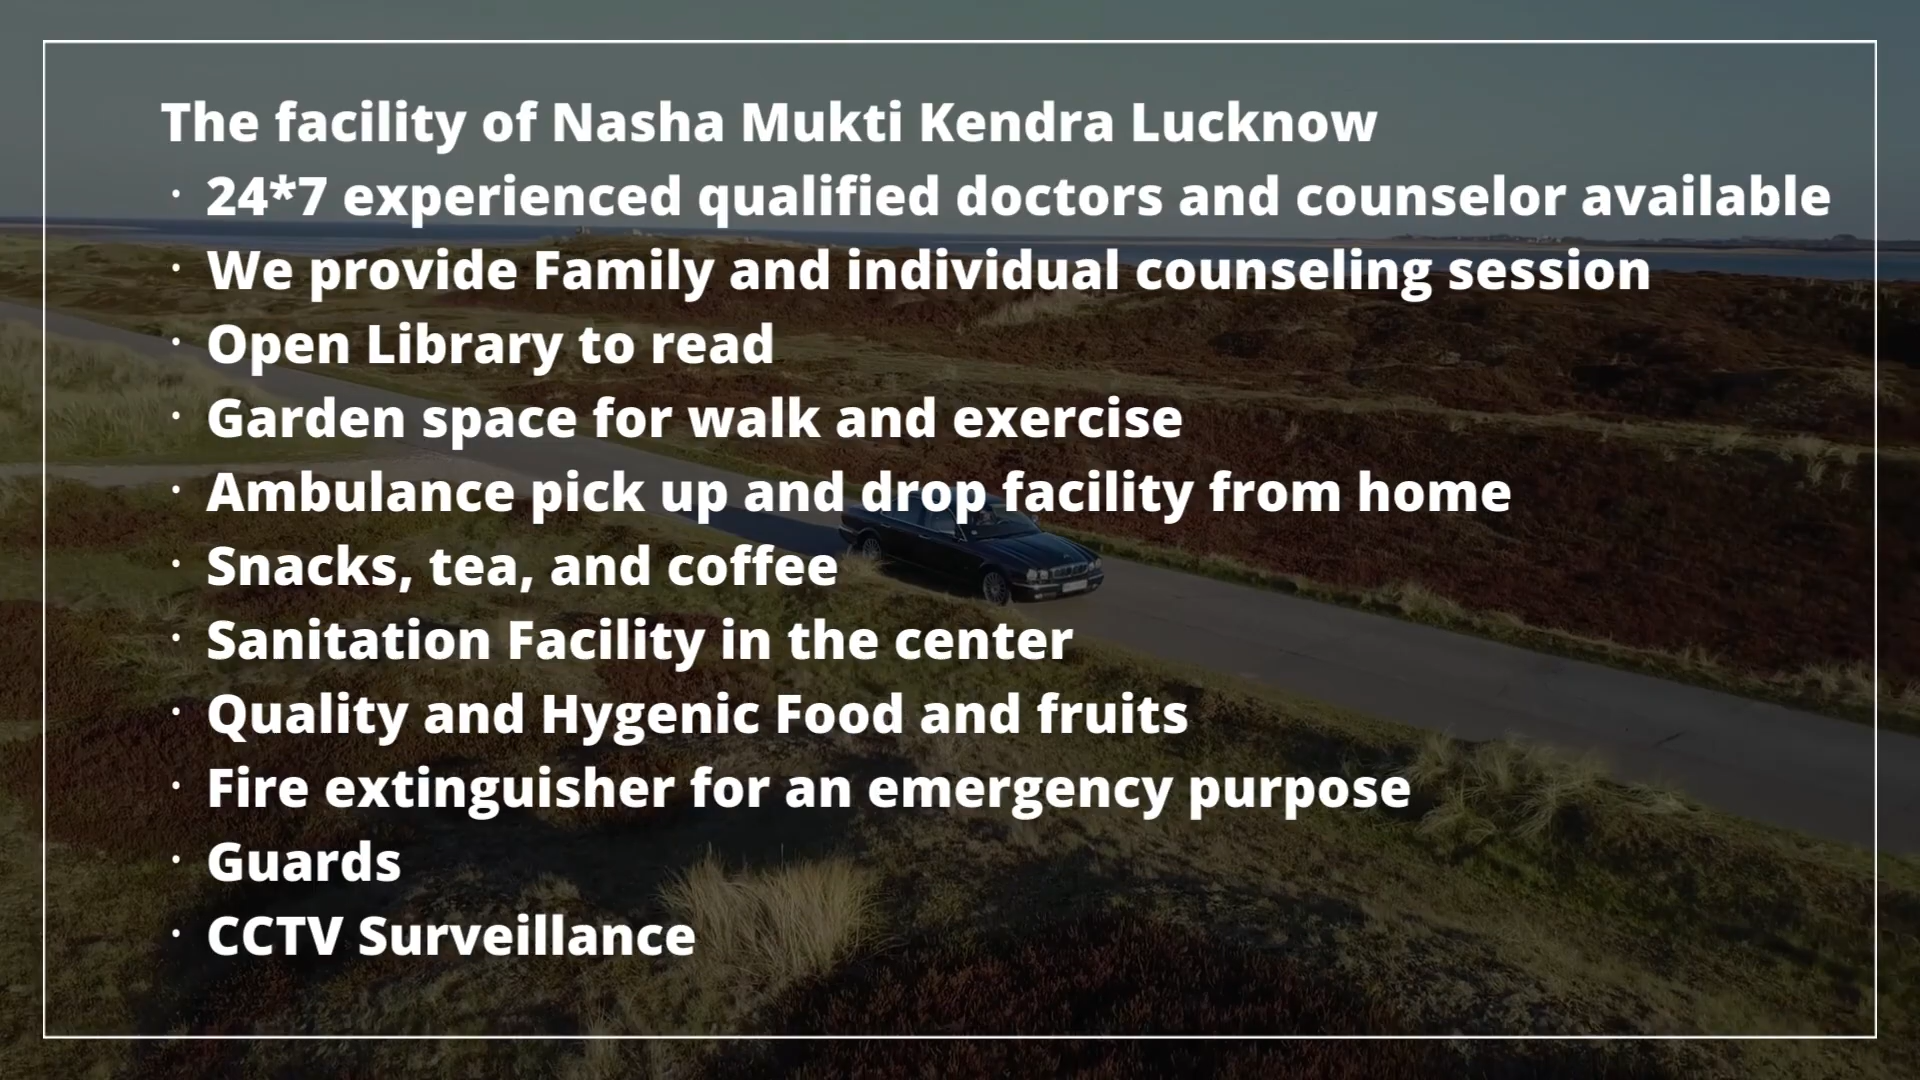 The facility of Nasha Mukti Kendra Lucknow
· 24*7 experienced qualified doctors and counselor available
· We provide Family and individual counseling session
· Open Library to read
· Garden space for walk and exercise
· Ambulance pick up and drop facility from home
· Snacks, tea, and coffee
· Sanitation Facility in the center
· Quality and Hygenic Food and fruits
· Fire extinguisher for an emergency purpose
· Guards
· CCTV Surveillance